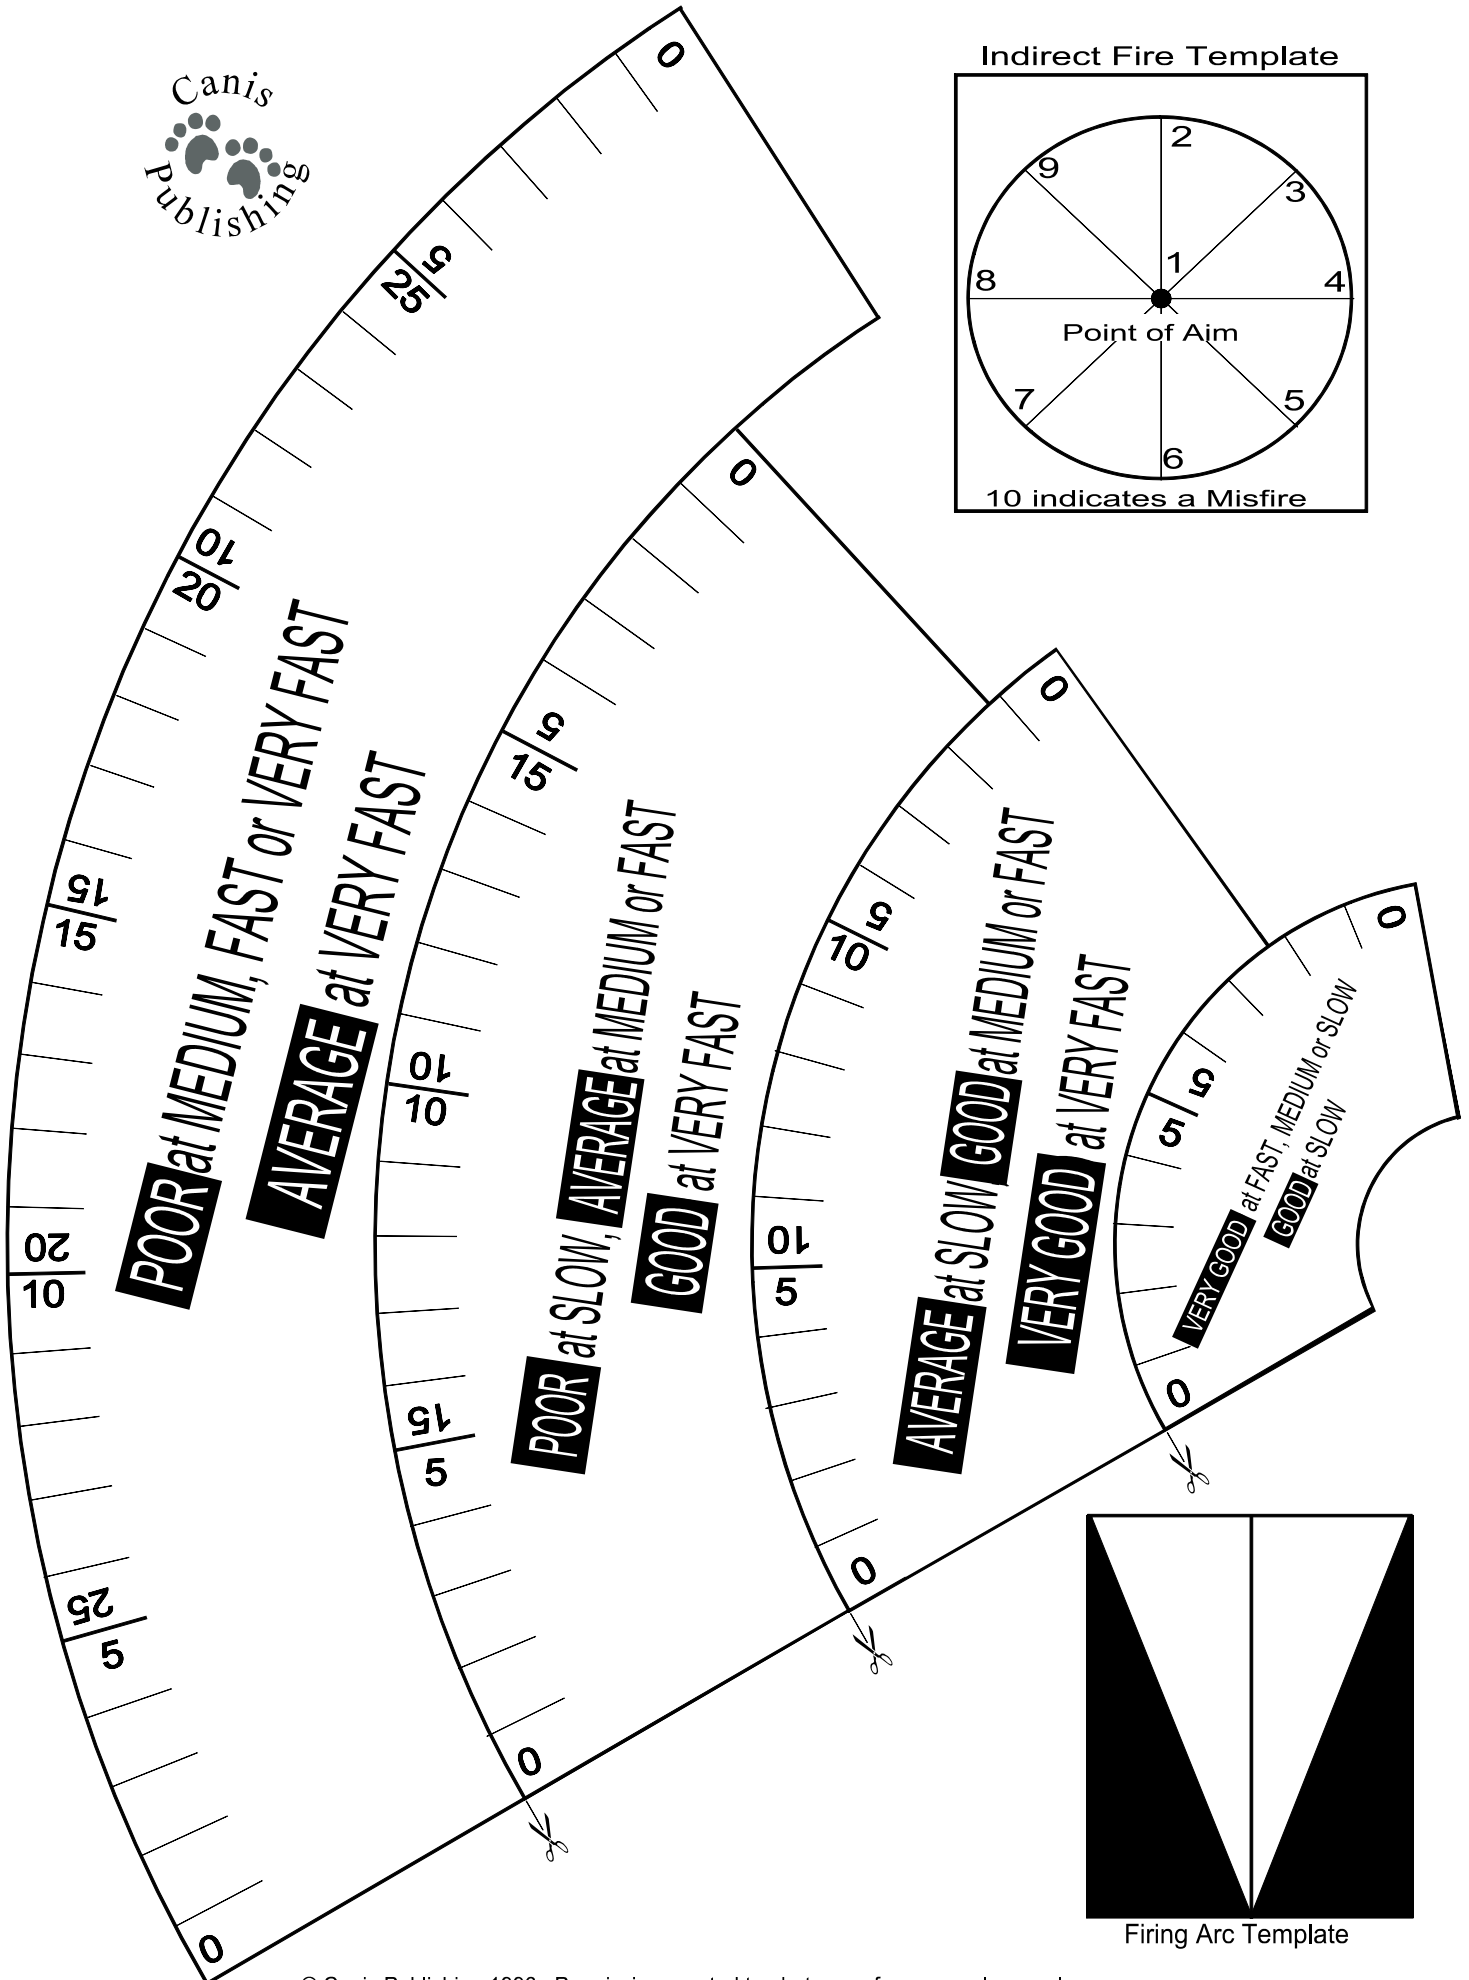 Canis
Publishing
Indirect Fire Template
1
2
3
4
5
6
7
8
9
Point of Aim
10 indicates a Misfire
0
5
25
10
20
15
15
20
10
25
5
0
POOR at MEDIUM, FAST or VERY FAST
AVERAGE at VERY FAST
0
5
15
10
10
15
5
0
POOR at SLOW, AVERAGE at MEDIUM or FAST
GOOD at VERY FAST
0
5
10
10
5
0
AVERAGE at SLOW GOOD at MEDIUM or FAST
VERY GOOD at VERY FAST
0
5
5
0
VERY GOOD at FAST, MEDIUM or SLOW
GOOD at SLOW
Firing Arc Template